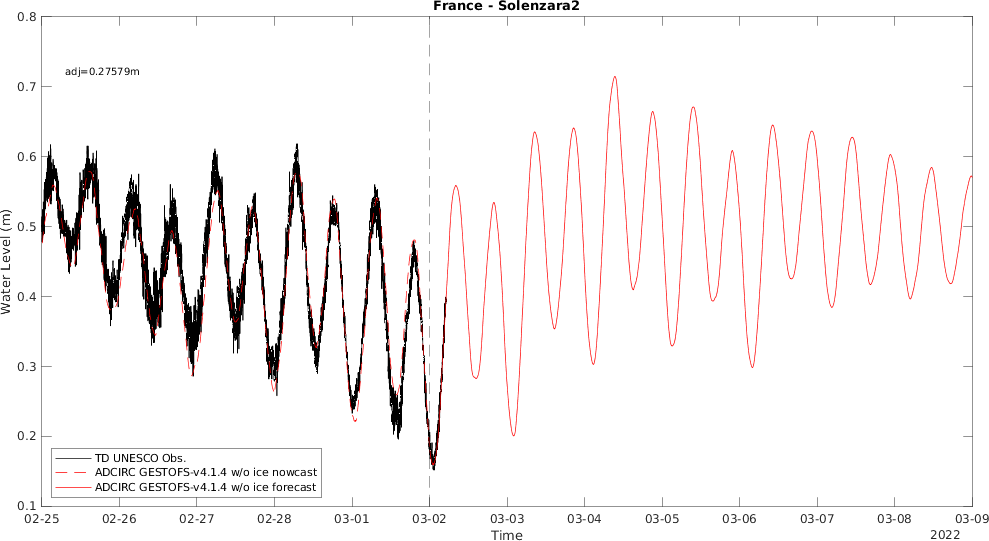 France - Solenzara2
0.8
0.7
0.6
0.5
0.4
0.3
0.2
0.1
Water Level (m)
adj=0.27579m
TD UNESCO Obs.
ADCIRC GESTOFS-v4.1.4 w/o ice nowcast
ADCIRC GESTOFS-v4.1.4 w/o ice forecast
02-25 02-26 02-27 02-28 03-01 03-02 03-03 03-04 03-05 03-06 03-07 03-08 03-09
Time
2022